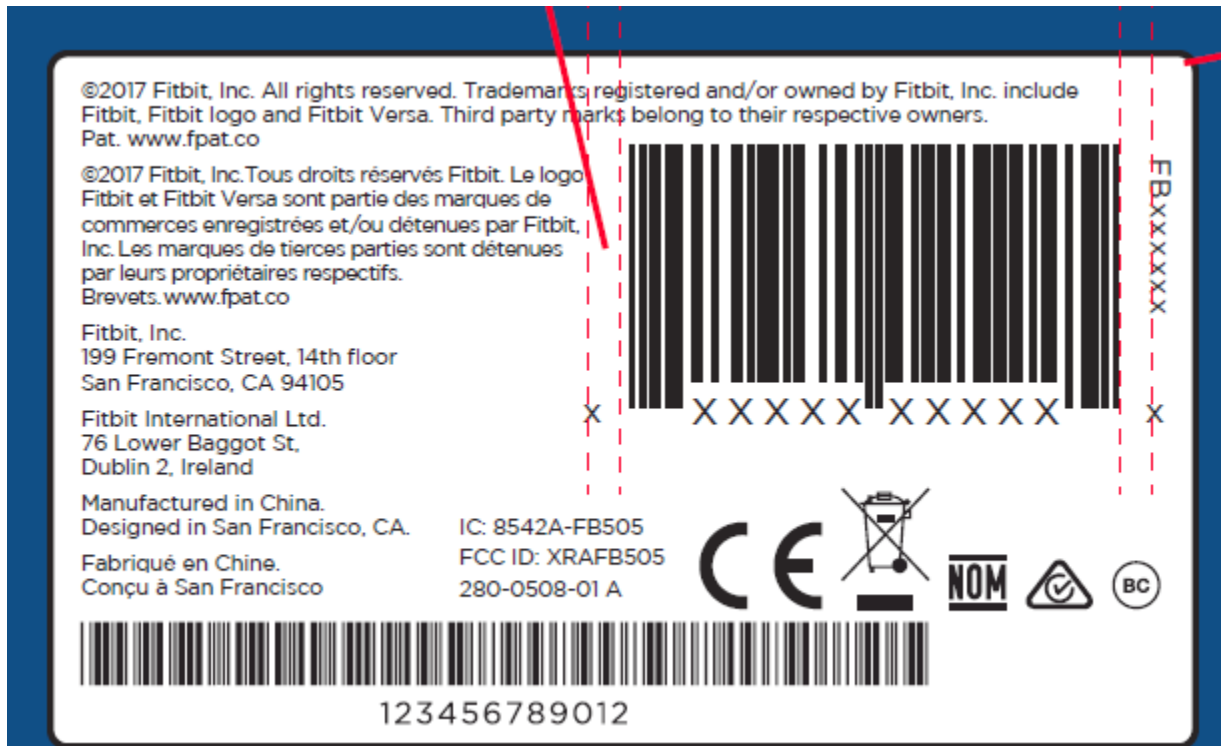 ©2017 Fitbit, Inc. All rights reserved. Trademarks registered and/or owned by Fitbit, Inc. include
Fitbit, Fitbit logo and Fitbit Versa. Third party marks belong to their respective owners.
Pat. www.fpat.co
©2017 Fitbit, Inc.Tous droits réservés Fitbit. Le logo
Fitbit et Fitbit Versa sont partie des marques de
commerces enregistrées et/ou détenues par Fitbit,
Inc. Les marques de tierces parties sont détenues
par leurs propriétaires respectifs.
Brevets. www.fpat.co
FBxxxxxx
Fitbit, Inc.
199 Fremont Street, 14th floor
San Francisco, CA 94105
X XXXXX XXXXX X
Fitbit International Ltd.
76 Lower Baggot St,
Dublin 2, Ireland
Manufactured in China.
Designed in San Francisco, CA.
Fabriqué en Chine.
Conçu à San Francisco
IC: 8542A-FB505
FCC ID: XRAFB505
280-0508-01 A
CE
NOM
BC
123456789012